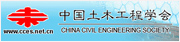 中国土木工程学会
www.cces.net.cn
CHINA CIVIL ENGINEERING SOCIETY